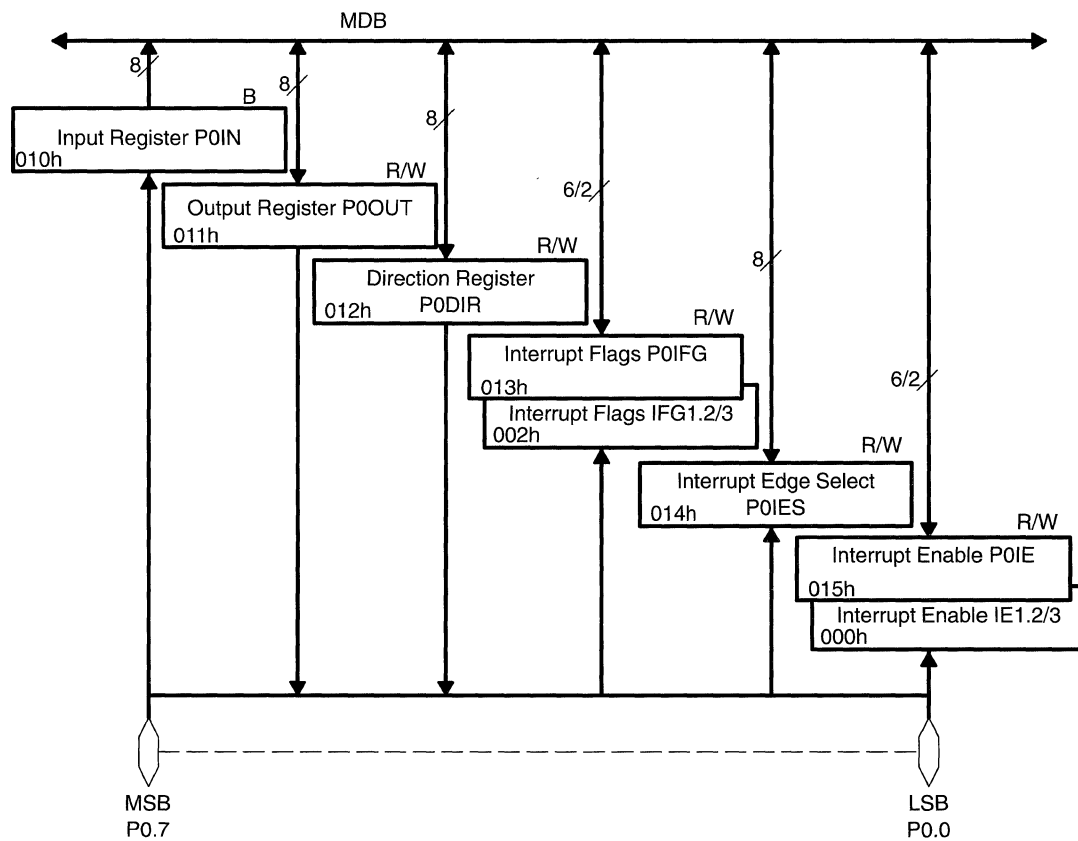 MDB
8
8
8
6/2
8
6/2
B
Input Register P0IN
010h
R/W
Output Register P0OUT
011h
R/W
Direction Register
P0DIR
012h
R/W
Interrupt Flags P0IFG
013h
Interrupt Flags IFG1.2/3
002h
R/W
Interrupt Edge Select
P0IES
014h
R/W
Interrupt Enable P0IE
015h
Interrupt Enable IE1.2/3
000h
MSB
P0.7
LSB
P0.0